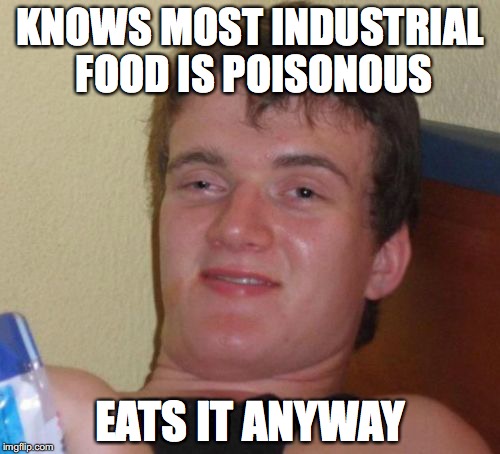 KNOWS MOST INDUSTRIAL
FOOD IS POISONOUS
EATS IT ANYWAY
imgflip.com